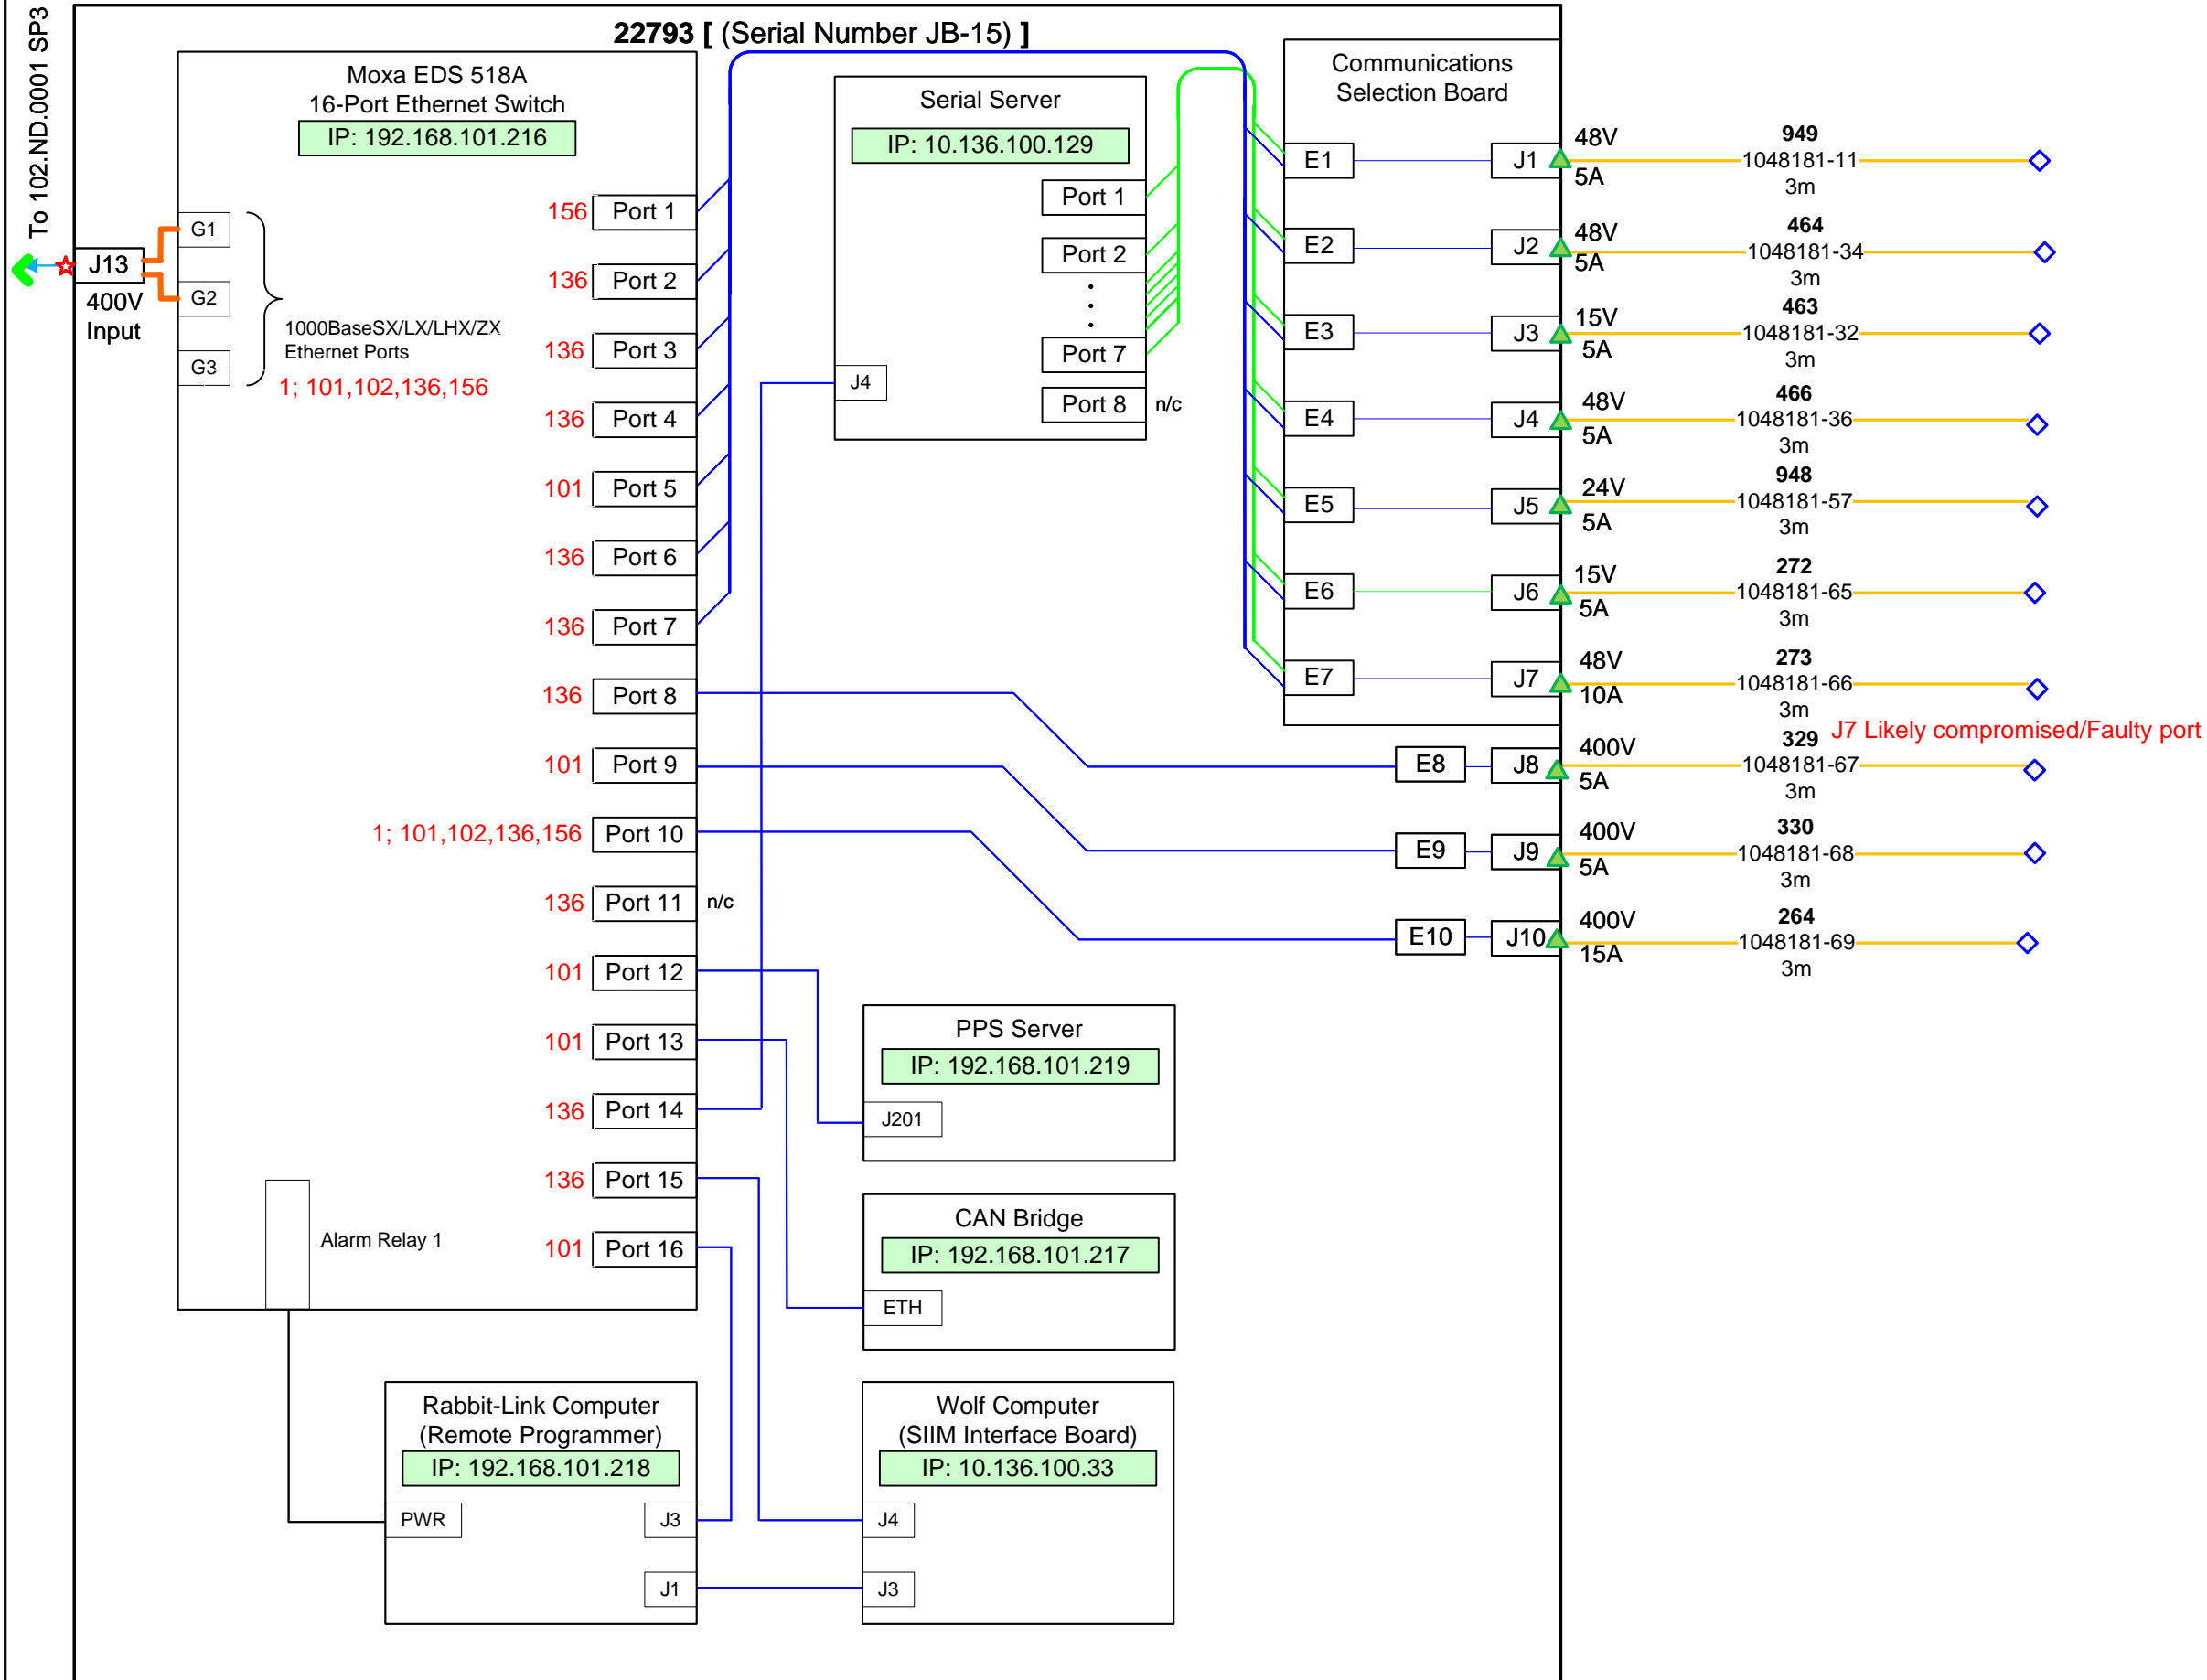 To 102.ND.0001 SP3
22793 [ (Serial Number JB-15) ]
Moxa EDS 518A
16-Port Ethernet Switch
IP: 192.168.101.216
J13
400V
Input
G1
G2
G3
1000BaseSX/LX/LHX/ZX
Ethernet Ports
1; 101,102,136,156
156 Port 1
136 Port 2
136 Port 3
136 Port 4
101 Port 5
136 Port 6
136 Port 7
136 Port 8
101 Port 9
1; 101,102,136,156 Port 10
136 Port 11 n/c
101 Port 12
101 Port 13
136 Port 14
136 Port 15
101 Port 16
Alarm Relay 1
Serial Server
IP: 10.136.100.129
Port 1
Port 2
Port 7
Port 8 n/c
J4
Communications
Selection Board
E1 J1
E2 J2
E3 J3
E4 J4
E5 J5
E6 J6
E7 J7
E8 J8
E9 J9
E10 J10
48V
5A
949
1048181-11
3m
48V
5A
464
1048181-34
3m
15V
5A
463
1048181-32
3m
48V
5A
466
1048181-36
3m
24V
5A
948
1048181-57
3m
15V
5A
272
1048181-65
3m
48V
10A
273
1048181-66
3m
J7 Likely compromised/Faulty port
400V
5A
329
1048181-67
3m
400V
5A
330
1048181-68
3m
400V
15A
264
1048181-69
3m
PPS Server
IP: 192.168.101.219
J201
CAN Bridge
IP: 192.168.101.217
ETH
Rabbit-Link Computer
(Remote Programmer)
IP: 192.168.101.218
PWR
J3
J1
Wolf Computer
(SIIM Interface Board)
IP: 10.136.100.33
J4
J3